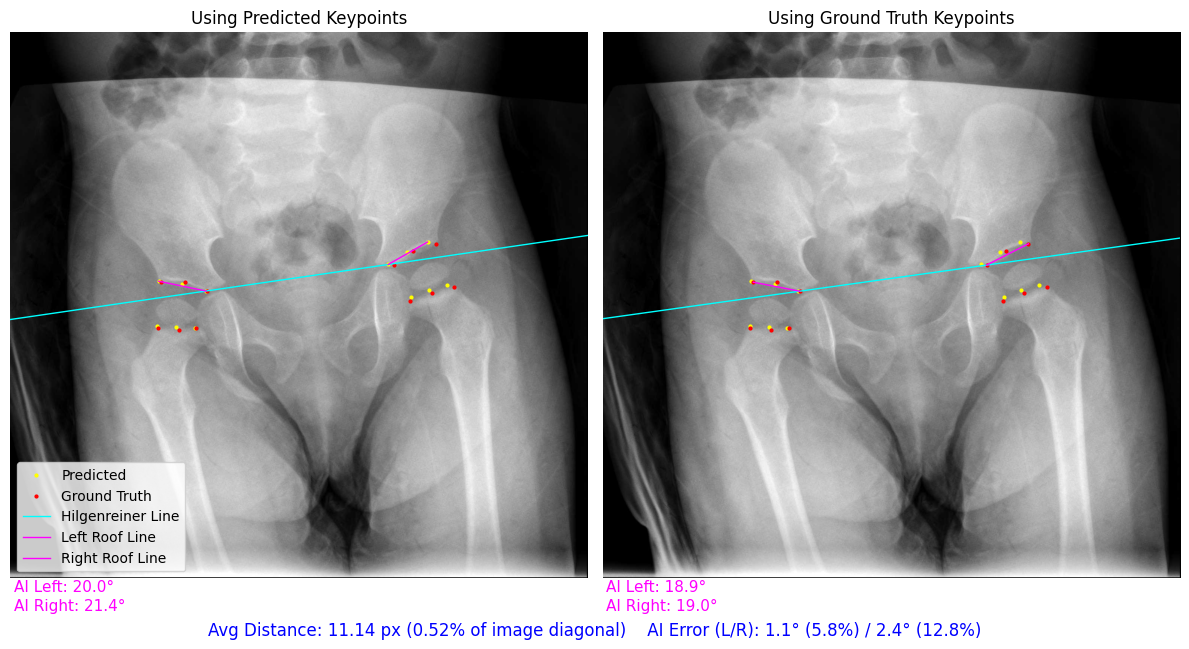 Using Predicted Keypoints
Using Ground Truth Keypoints
Predicted
Ground Truth
Hilgenreiner Line
Left Roof Line
Right Roof Line
AI Left: 20.0°
AI Right: 21.4°
AI Left: 18.9°
AI Right: 19.0°
Avg Distance: 11.14 px (0.52% of image diagonal)    AI Error (L/R): 1.1° (5.8%) / 2.4° (12.8%)